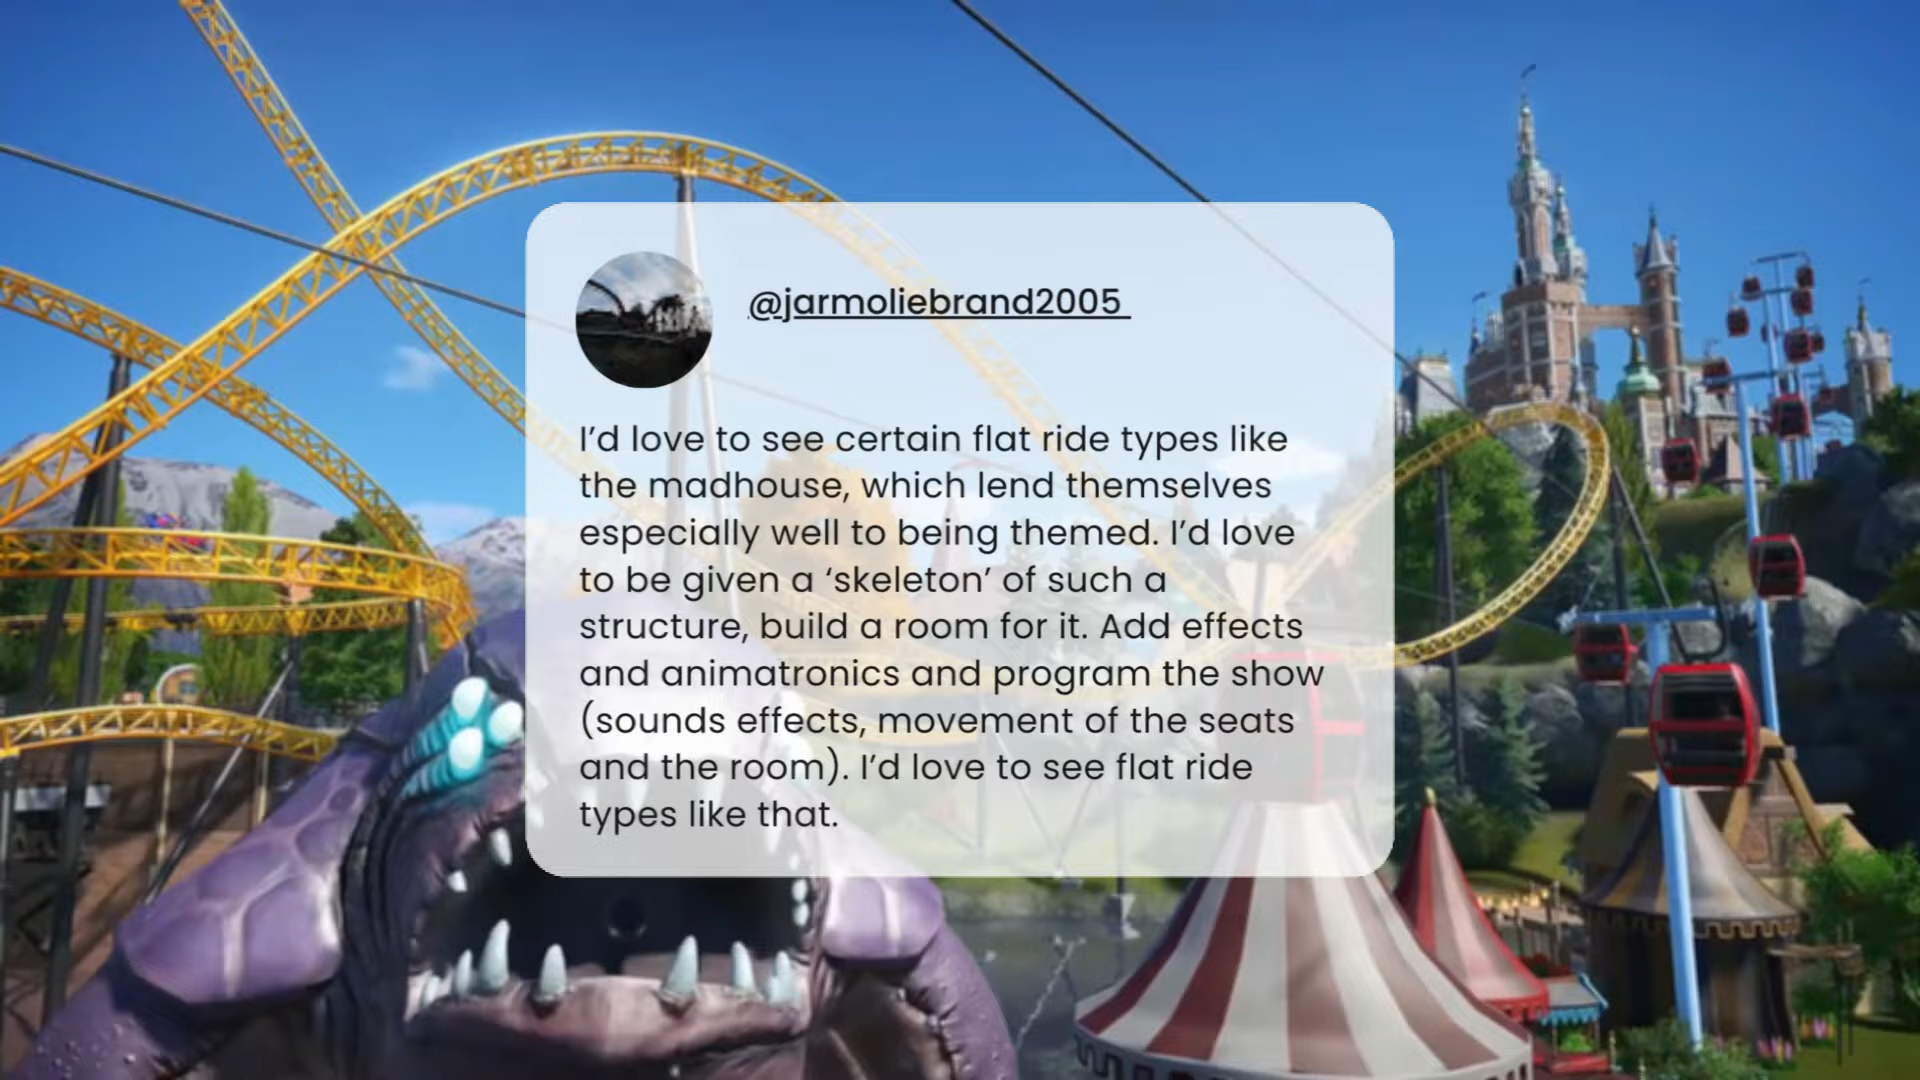 @jarmoliebrand2005
I’d love to see certain flat ride types like
the madhouse, which lend themselves
especially well to being themed. I’d love
to be given a ‘skeleton’ of such a
structure, build a room for it. Add effects
and animatronics and program the show
(sounds effects, movement of the seats
and the room). I’d love to see flat ride
types like that.